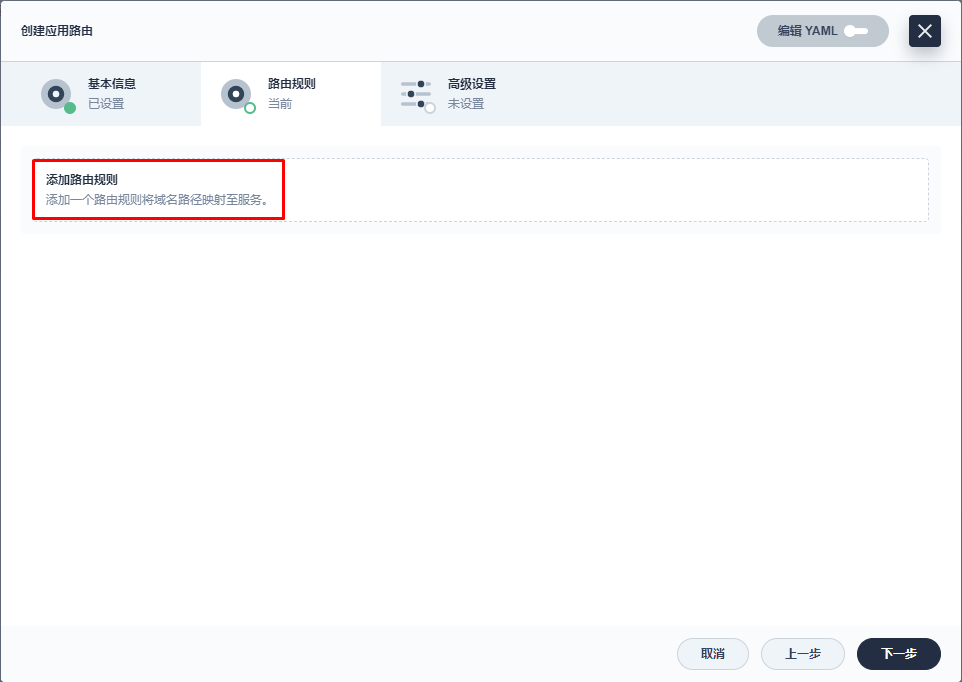 创建应用路由
编辑 YAML
基本信息
已设置
路由规则
当前
高级设置
未设置
添加路由规则
添加一个路由规则将域名路径映射至服务。
取消
上一步
下一步